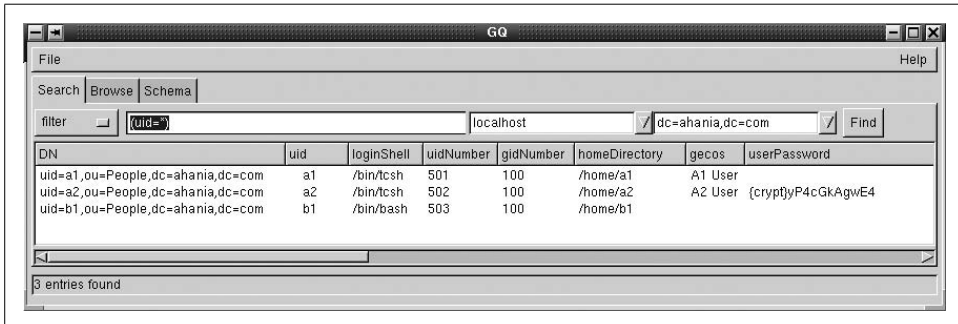 GQ
File Help
Search Browse Schema
filter (uid=*) localhost dc=ahania,dc=com Find
DN uid loginShell uidNumber gidNumber homeDirectory gecos userPassword
uid=a1,ou=People,dc=ahania,dc=com a1 /bin/tcsh 501 100 /home/a1 A1 User
uid=a2,ou=People,dc=ahania,dc=com a2 /bin/tcsh 502 100 /home/a2 A2 User {crypt}yP4cGkAgwE4
uid=b1,ou=People,dc=ahania,dc=com b1 /bin/bash 503 100 /home/b1
3 entries found